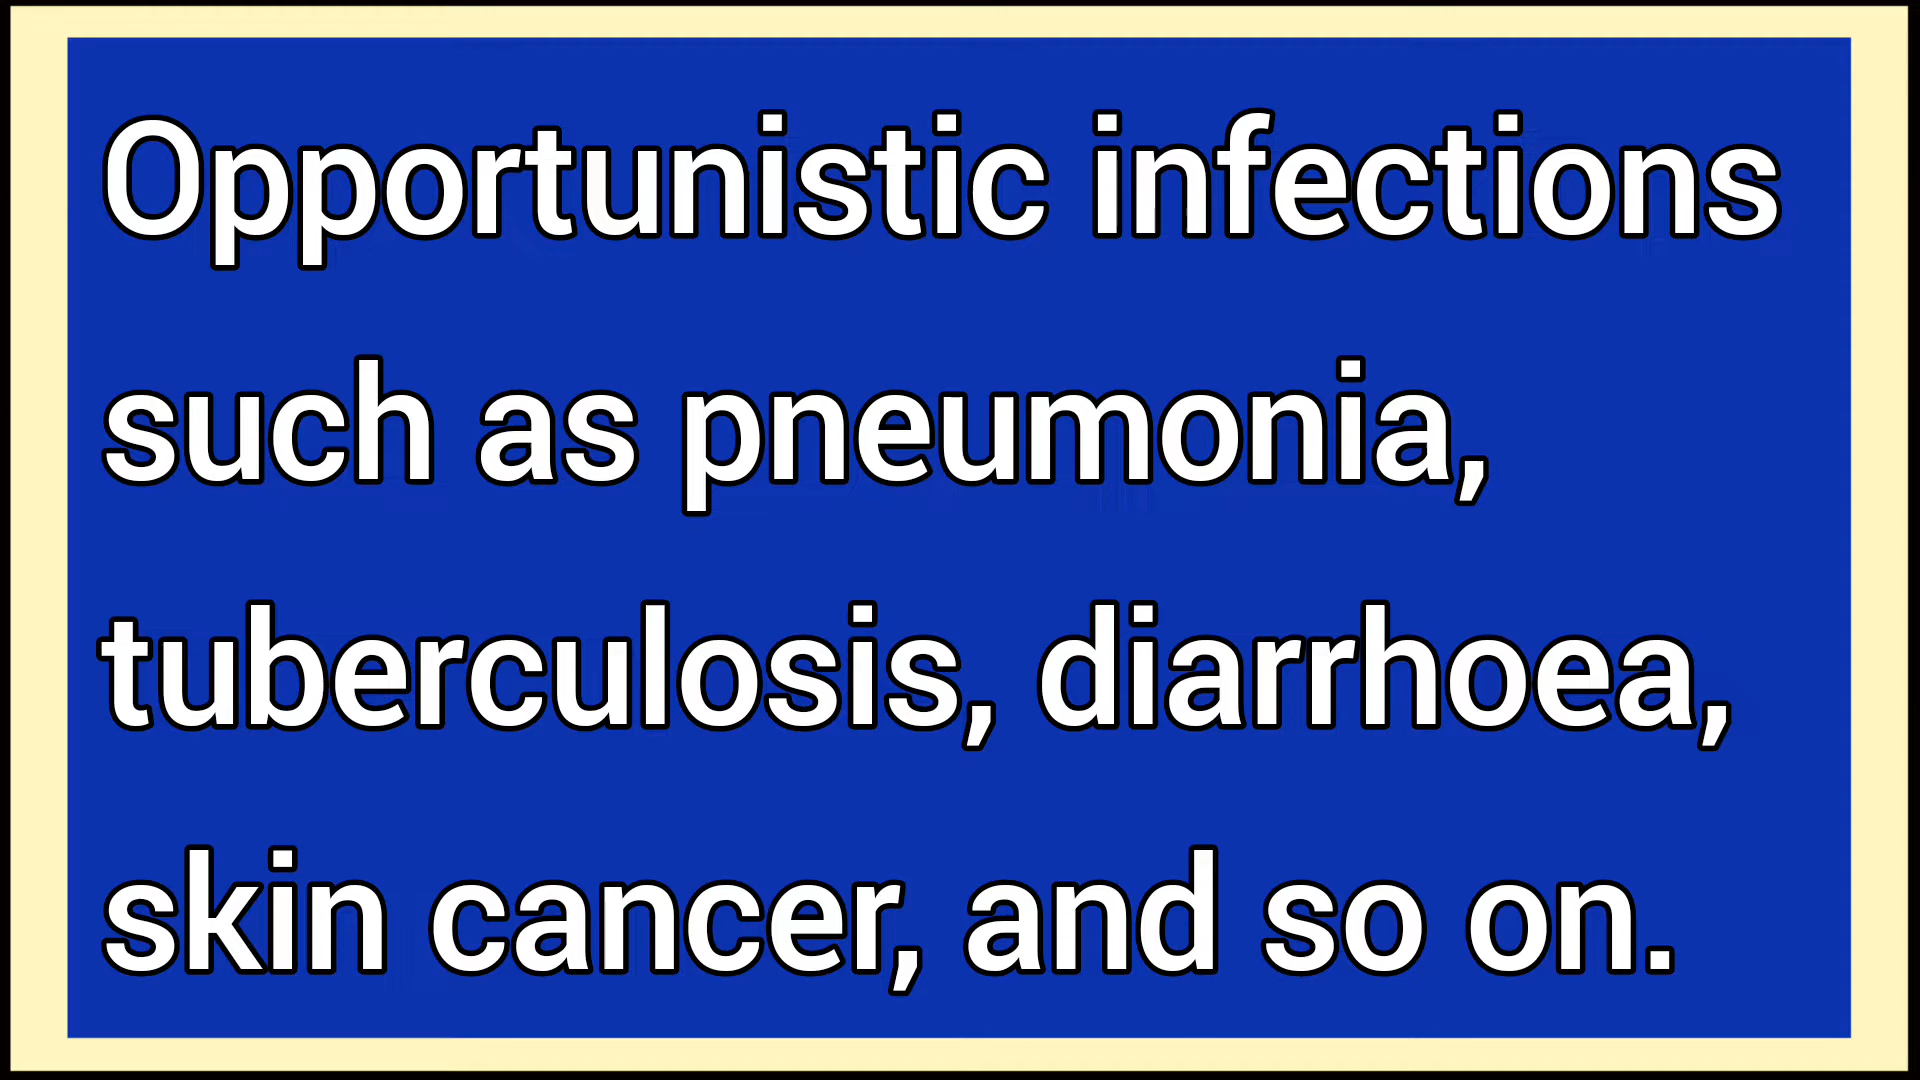 Opportunistic infections
such as pneumonia,
tuberculosis, diarrhoea,
skin cancer, and so on.